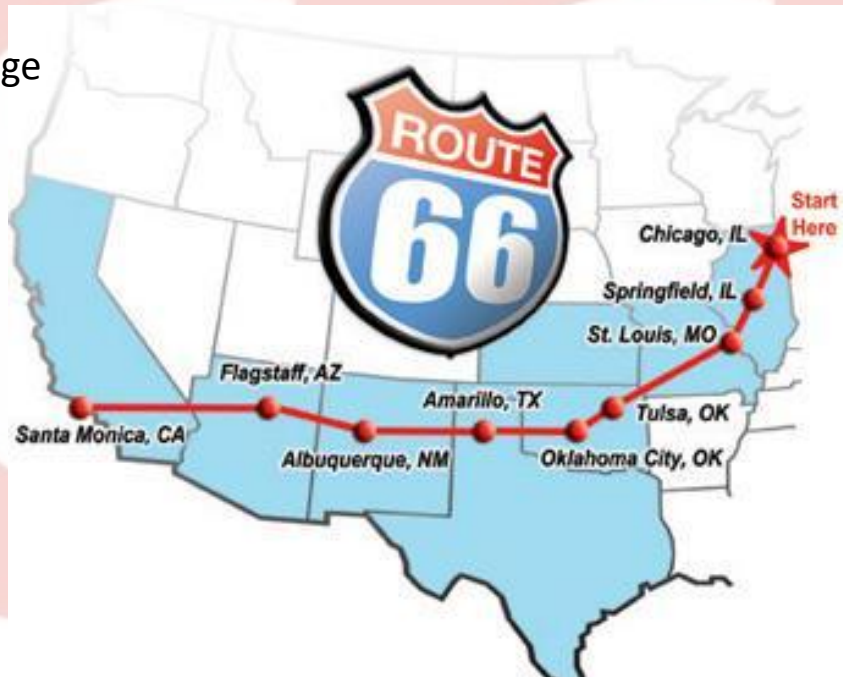 ge
ROUTE
66
Start
Here
Chicago, IL
Springfield, IL
St. Louis, MO
Flagstaff, AZ
Amarillo, TX
Tulsa, OK
Santa Monica, CA
Albuquerque, NM
Oklahoma City, OK